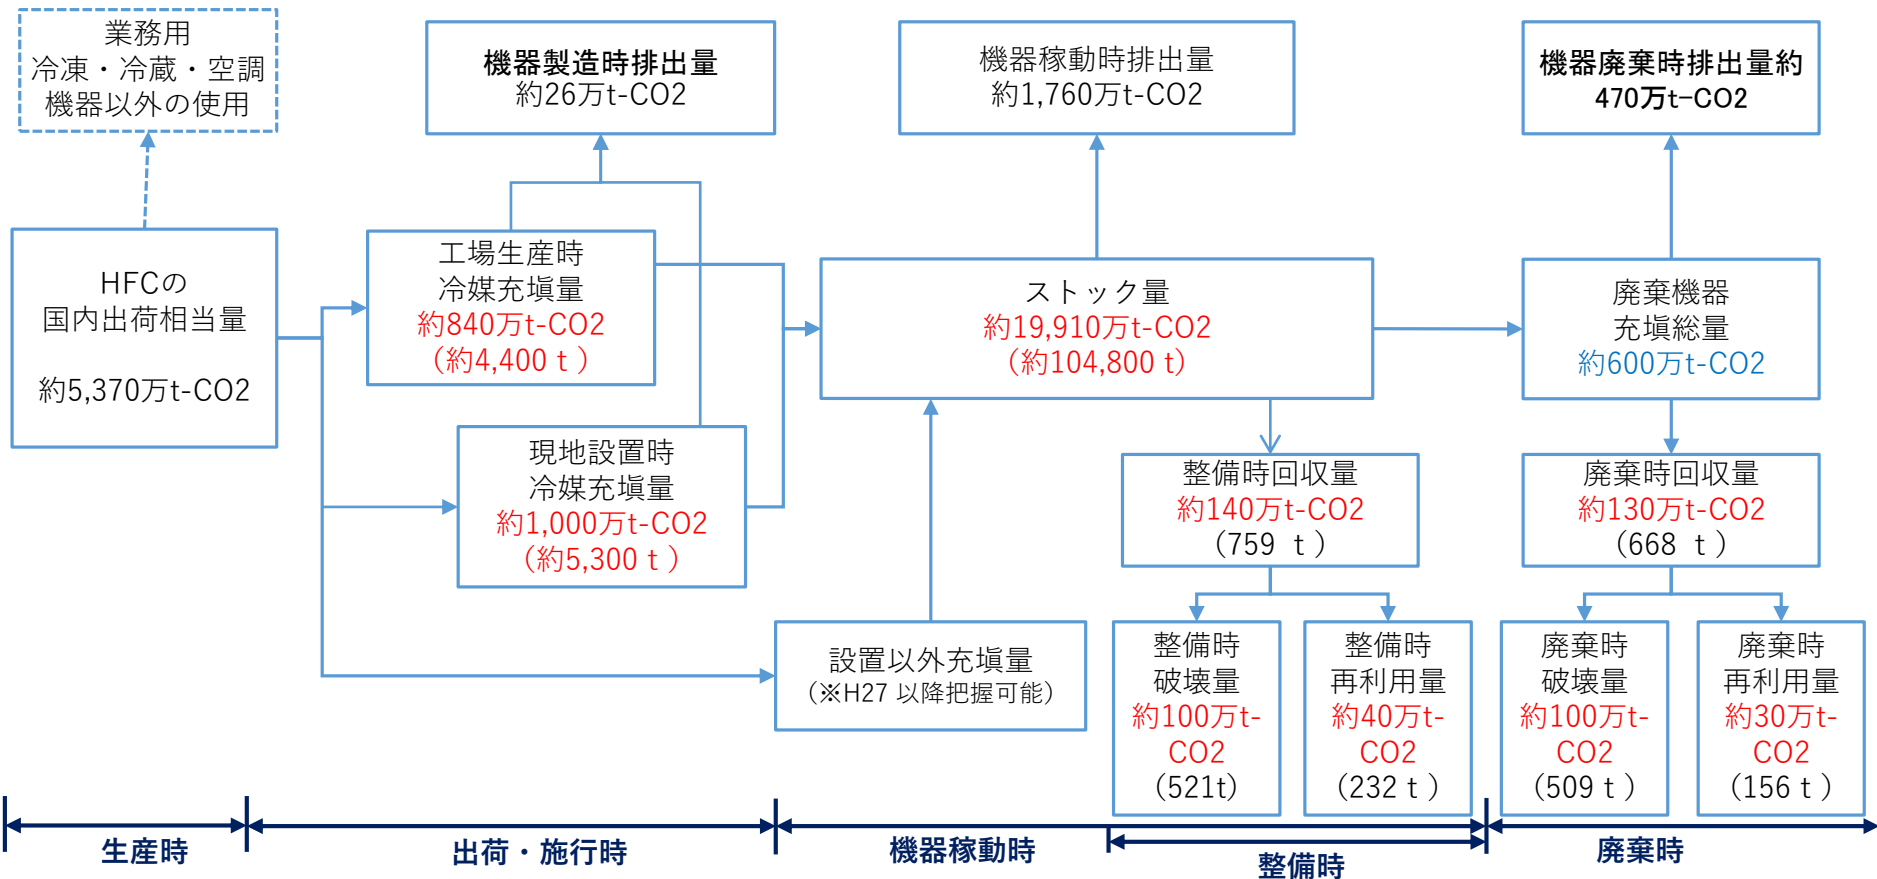 業務用
冷凍・冷蔵・空調
機器以外の使用
機器製造時排出量
約26万t-CO2
機器稼動時排出量
約1,760万t-CO2
機器廃棄時排出量約
470万t-CO2
HFCの
国内出荷相当量
約5,370万t-CO2
工場生産時
冷媒充塡量
約840万t-CO2
（約4,400ｔ）
現地設置時
冷媒充塡量
約1,000万t-CO2
（約5,300ｔ）
ストック量
約19,910万t-CO2
(約104,800 t)
廃棄機器
充塡総量
約600万t-CO2
整備時回収量
約140万t-CO2
（759 ｔ）
廃棄時回収量
約130万t-CO2
（668 ｔ）
設置以外充塡量
（※H27 以降把握可能）
整備時
破壊量
約100万t-
CO2
（521t）
整備時
再利用量
約40万t-
CO2
（232ｔ）
廃棄時
破壊量
約100万t-
CO2
（509ｔ）
廃棄時
再利用量
約30万t-
CO2
（156ｔ）
生産時
出荷・施行時
機器稼動時
整備時
廃棄時